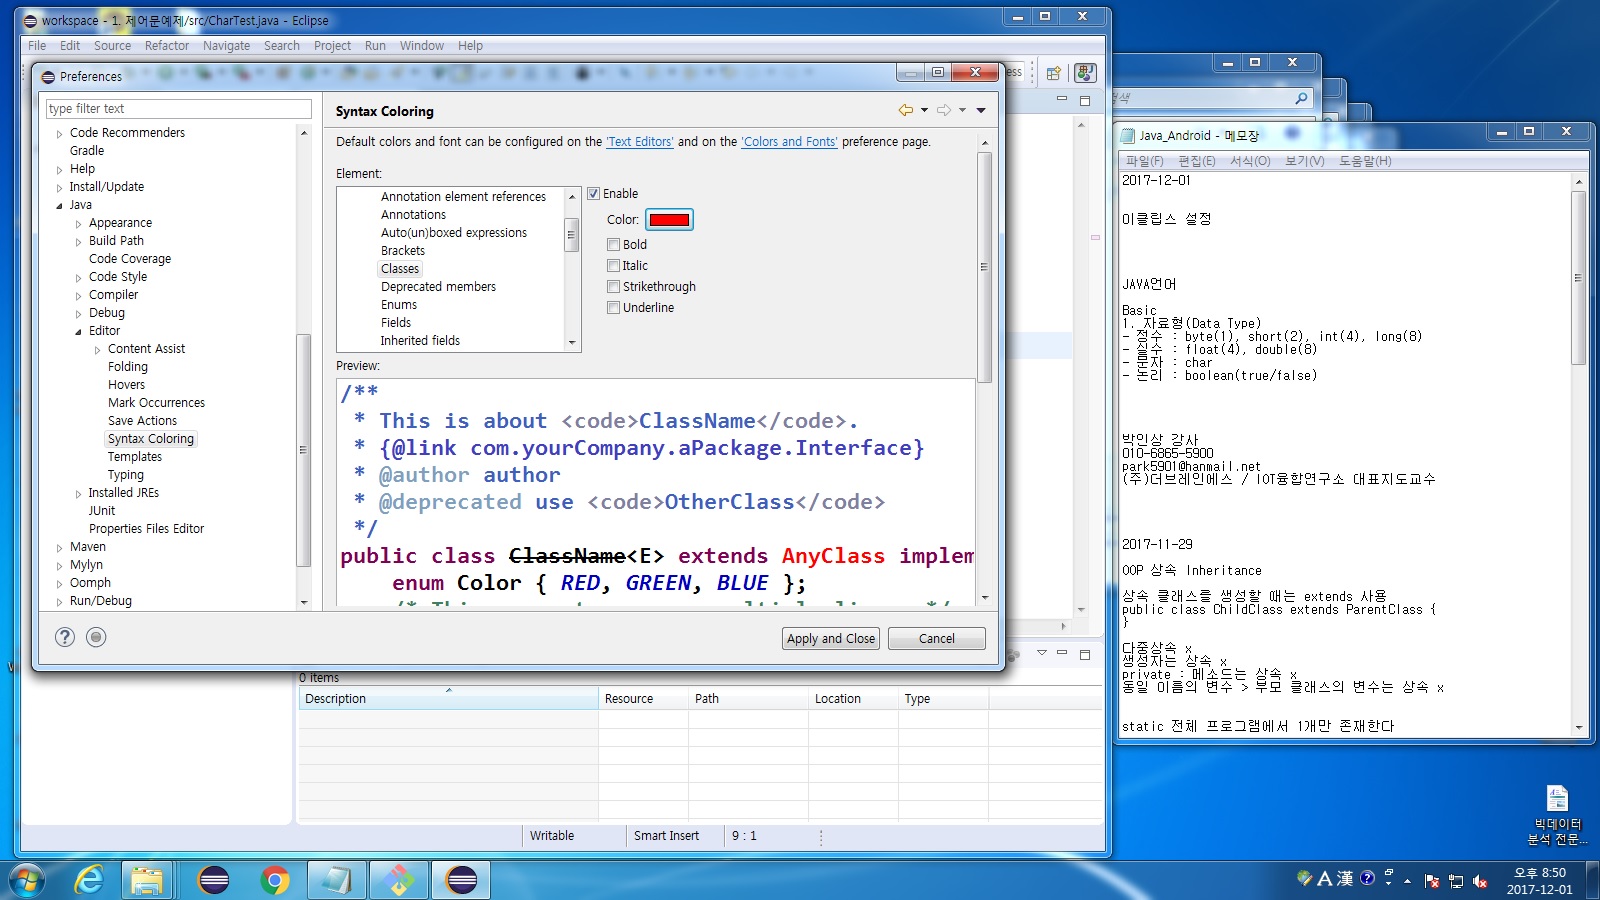 workspace - 1. 제어문예제/src/CharTest.java - Eclipse
File Edit Source Refactor Navigate Search Project Run Window Help
Preferences
type filter text
Code Recommenders
Gradle
Help
Install/Update
Java
Appearance
Build Path
Code Coverage
Code Style
Compiler
Debug
Editor
Content Assist
Folding
Hovers
Mark Occurrences
Save Actions
Syntax Coloring
Templates
Typing
Installed JREs
JUnit
Properties Files Editor
Maven
Mylyn
Oomph
Run/Debug
Syntax Coloring
Default colors and font can be configured on the 'Text Editors' and on the 'Colors and Fonts' preference page.
Element:
Annotation element references
Annotations
Auto(un)boxed expressions
Brackets
Classes
Deprecated members
Enums
Fields
Inherited fields
Enable
Color:
Bold
Italic
Strikethrough
Underline
Preview:
/**
* This is about <code>ClassName</code>.
* {@link com.yourCompany.aPackage.Interface}
* @author author
* @deprecated use <code>OtherClass</code>
*/
public class ClassName<E> extends AnyClass implem
enum Color { RED, GREEN, BLUE };
Apply and Close Cancel
0 items
Description Resource Path Location Type
Writable Smart Insert 9 : 1
Java_Android - 메모장
파일(F) 편집(E) 서식(O) 보기(V) 도움말(H)
2017-12-01
이클립스 설정
JAVA언어
Basic
1. 자료형(Data Type)
- 정수 : byte(1), short(2), int(4), long(8)
- 실수 : float(4), double(8)
- 문자 : char
- 논리 : boolean(true/false)
박인상 강사
010-6865-5900
park5901@hanmail.net
(주)더브레인에스 / IOT융합연구소 대표지도교수
2017-11-29
OOP 상속 Inheritance
상속 클래스를 생성할 때는 extends 사용
public class ChildClass extends ParentClass {
}
다중상속 x
생성자는 상속 x
private : 메소드는 상속 x
동일 이름의 변수 > 부모 클래스의 변수는 상속 x
static 전체 프로그램에서 1개만 존재한다
빅데이터
분석 전문...
A 漢
오후 8:50
2017-12-01